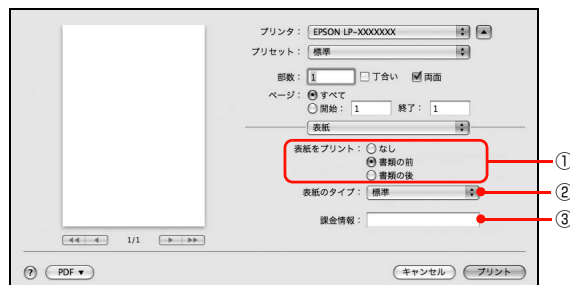 プリンタ： EPSON LP-XXXXXXX
プリセット： 標準
部数： 1 丁合い 両面
ページ： すべて
開始： 1 終了： 1
表紙
表紙をプリント： なし
書類の前
書類の後
①
表紙のタイプ： 標準 ②
課金情報： ③
1/1
? PDF▼ キャンセル プリント